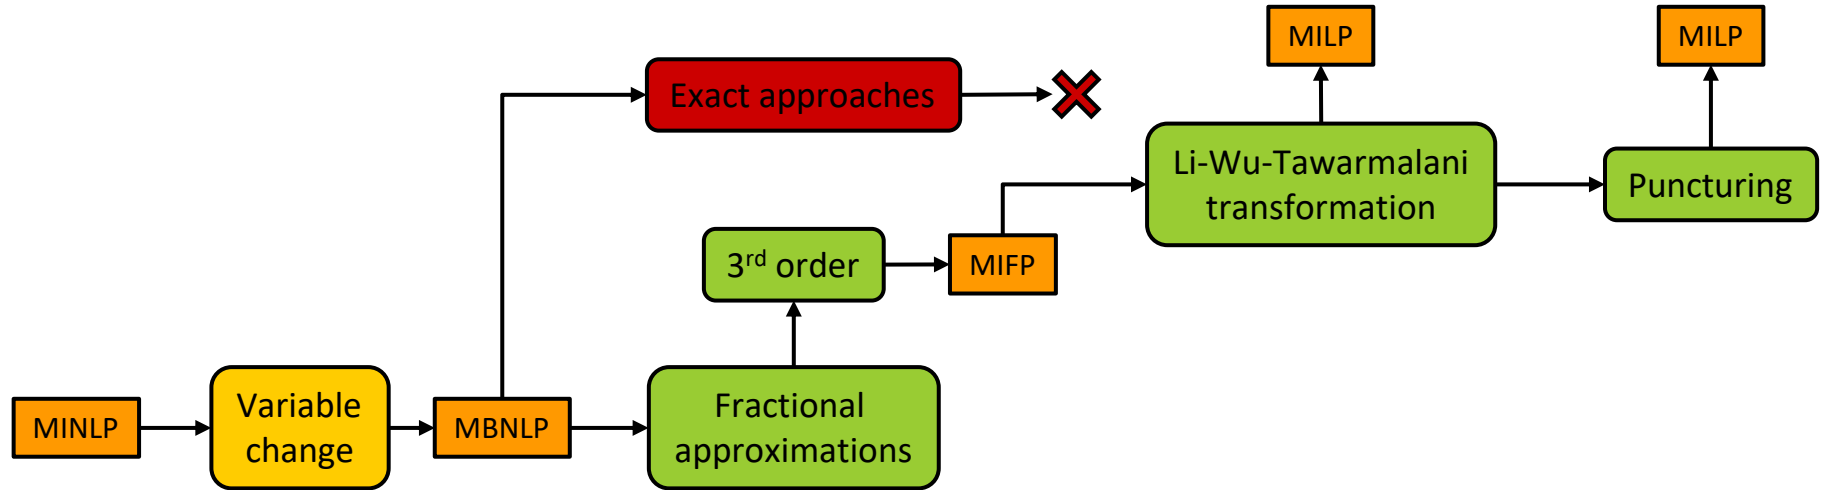 MILP
MILP
Exact approaches
Li-Wu-Tawarmalani
transformation
Puncturing
3rd order
MIFP
MINLP
Variable
change
MBNLP
Fractional
approximations